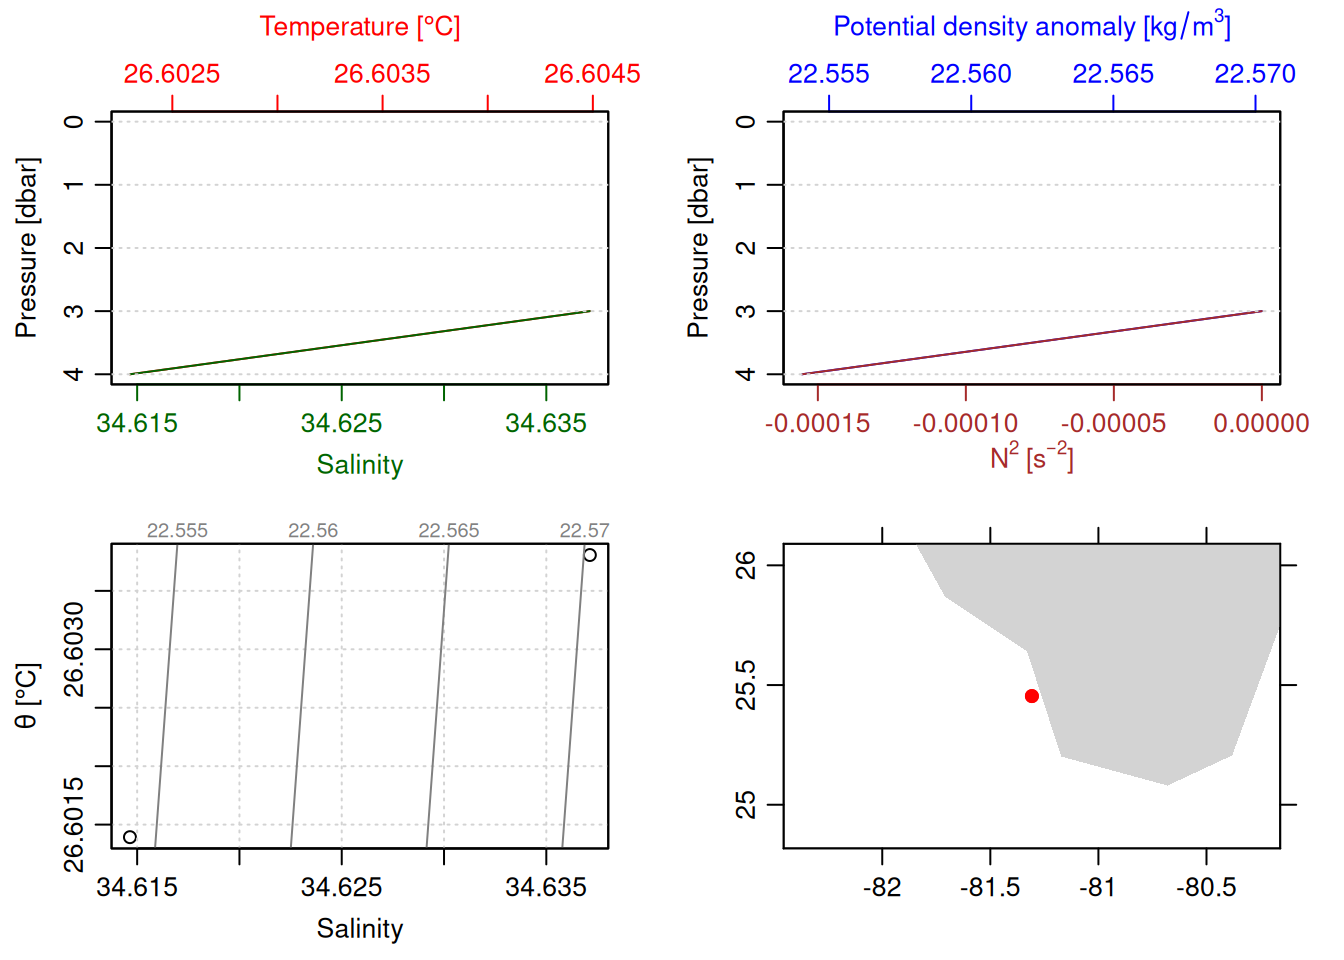 Temperature [°C]
26.6025 26.6035 26.6045
Pressure [dbar]
0
1
2
3
4
34.615 34.625 34.635
Salinity
Potential density anomaly [kg/m³]
22.555 22.560 22.565 22.570
Pressure [dbar]
0
1
2
3
4
-0.00015 -0.00010 -0.00005 0.00000
N² [s⁻²]
22.555 22.56 22.565 22.57
θ [°C]
26.6030
26.6015
34.615 34.625 34.635
Salinity
26
25.5
25
-82 -81.5 -81 -80.5